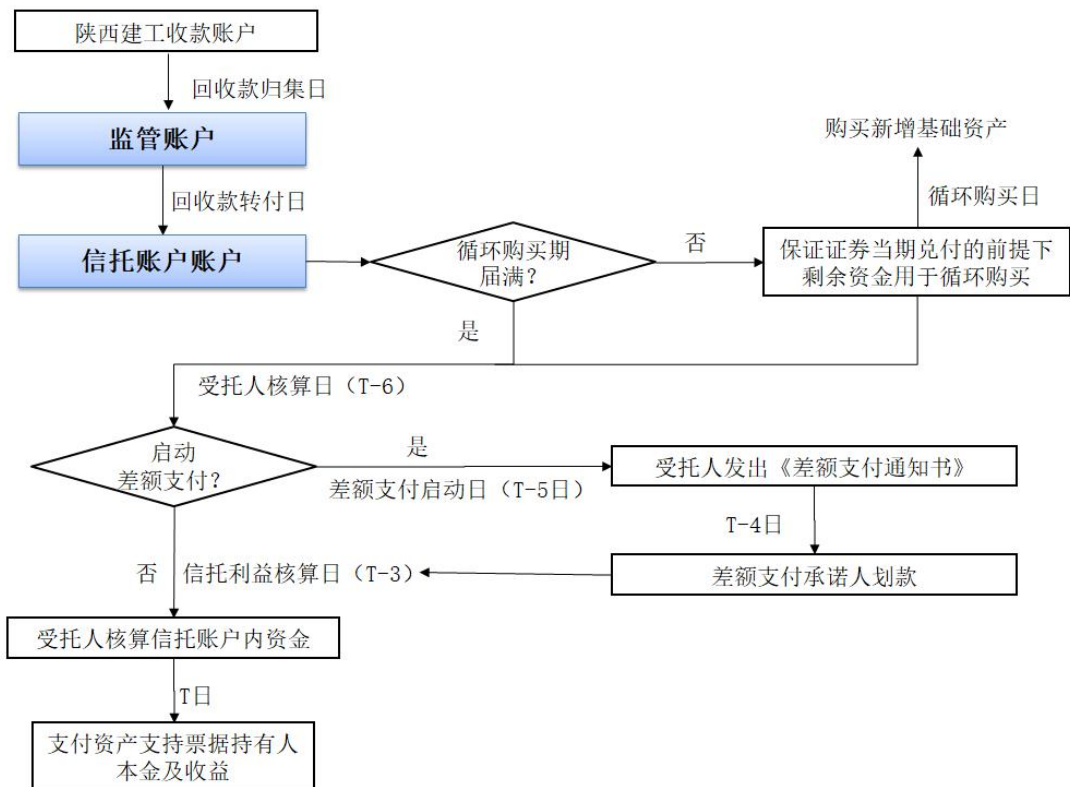 陕西建工收款账户
回收款归集日
监管账户
购买新增基础资产
回收款转付日
循环购买日
信托账户账户
循环购买期
届满？
否
保证证券当期兑付的前提下
剩余资金用于循环购买
是
受托人核算日（T-6）
启动
差额支付？
是
差额支付启动日（T-5日）
受托人发出《差额支付通知书》
T-4日
否
信托利益核算日（T-3）
差额支付承诺人划款
受托人核算信托账户内资金
T日
支付资产支持票据持有人
本金及收益